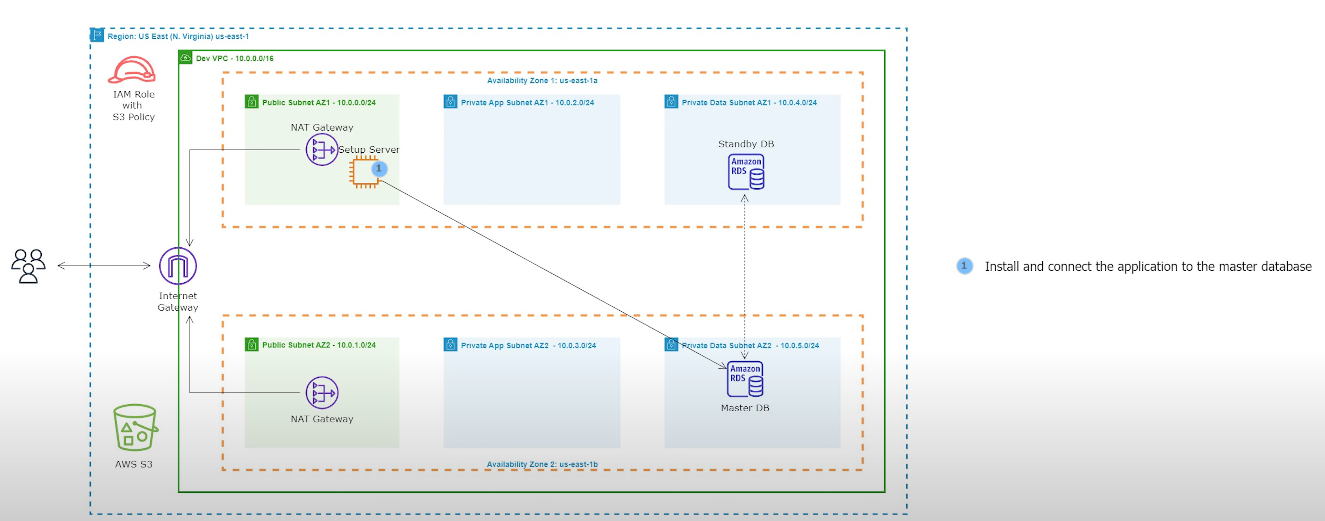 Region: US East (N. Virginia) us-east-1
Dev VPC - 10.0.0.0/16
IAM Role
with
S3 Policy
Availability Zone 1: us-east-1a
Public Subnet AZ1 - 10.0.0.0/24
Private App Subnet AZ1 - 10.0.2.0/24
Private Data Subnet AZ1 - 10.0.4.0/24
NAT Gateway
Setup Server
1
Standby DB
Amazon
RDS
Internet
Gateway
1 Install and connect the application to the master database
Public Subnet AZ2 - 10.0.1.0/24
Private App Subnet AZ2 - 10.0.3.0/24
Private Data Subnet AZ2 - 10.0.5.0/24
Amazon
RDS
Master DB
NAT Gateway
AWS S3
Availability Zone 2: us-east-1b